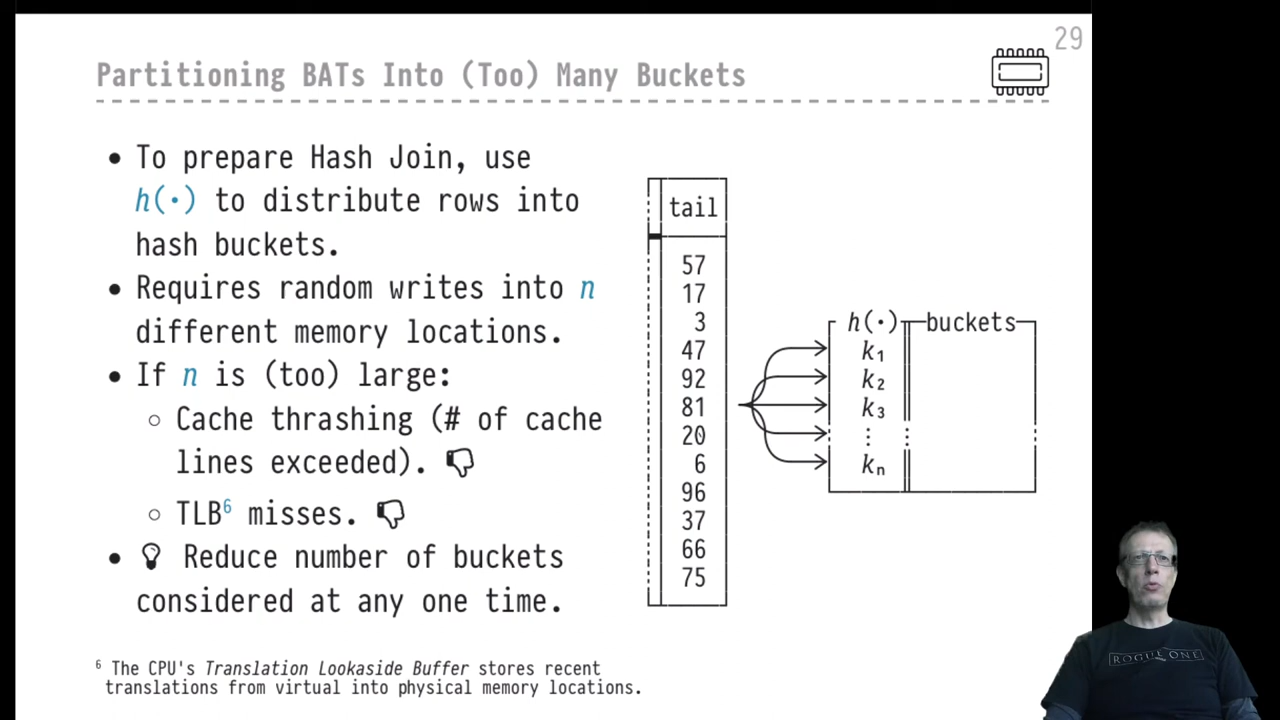 29
Partitioning BATs Into (Too) Many Buckets
• To prepare Hash Join, use
h(·) to distribute rows into
hash buckets.
• Requires random writes into n
different memory locations.
• If n is (too) large:
◦ Cache thrashing (# of cache
lines exceeded).
◦ TLB⁶ misses.
• Reduce number of buckets
considered at any one time.
tail
57
17
3
47
92
81
20
6
96
37
66
75
h(·) buckets
k₁
k₂
k₃
⋮
kₙ
⁶ The CPU's Translation Lookaside Buffer stores recent
translations from virtual into physical memory locations.
ROGUE ONE